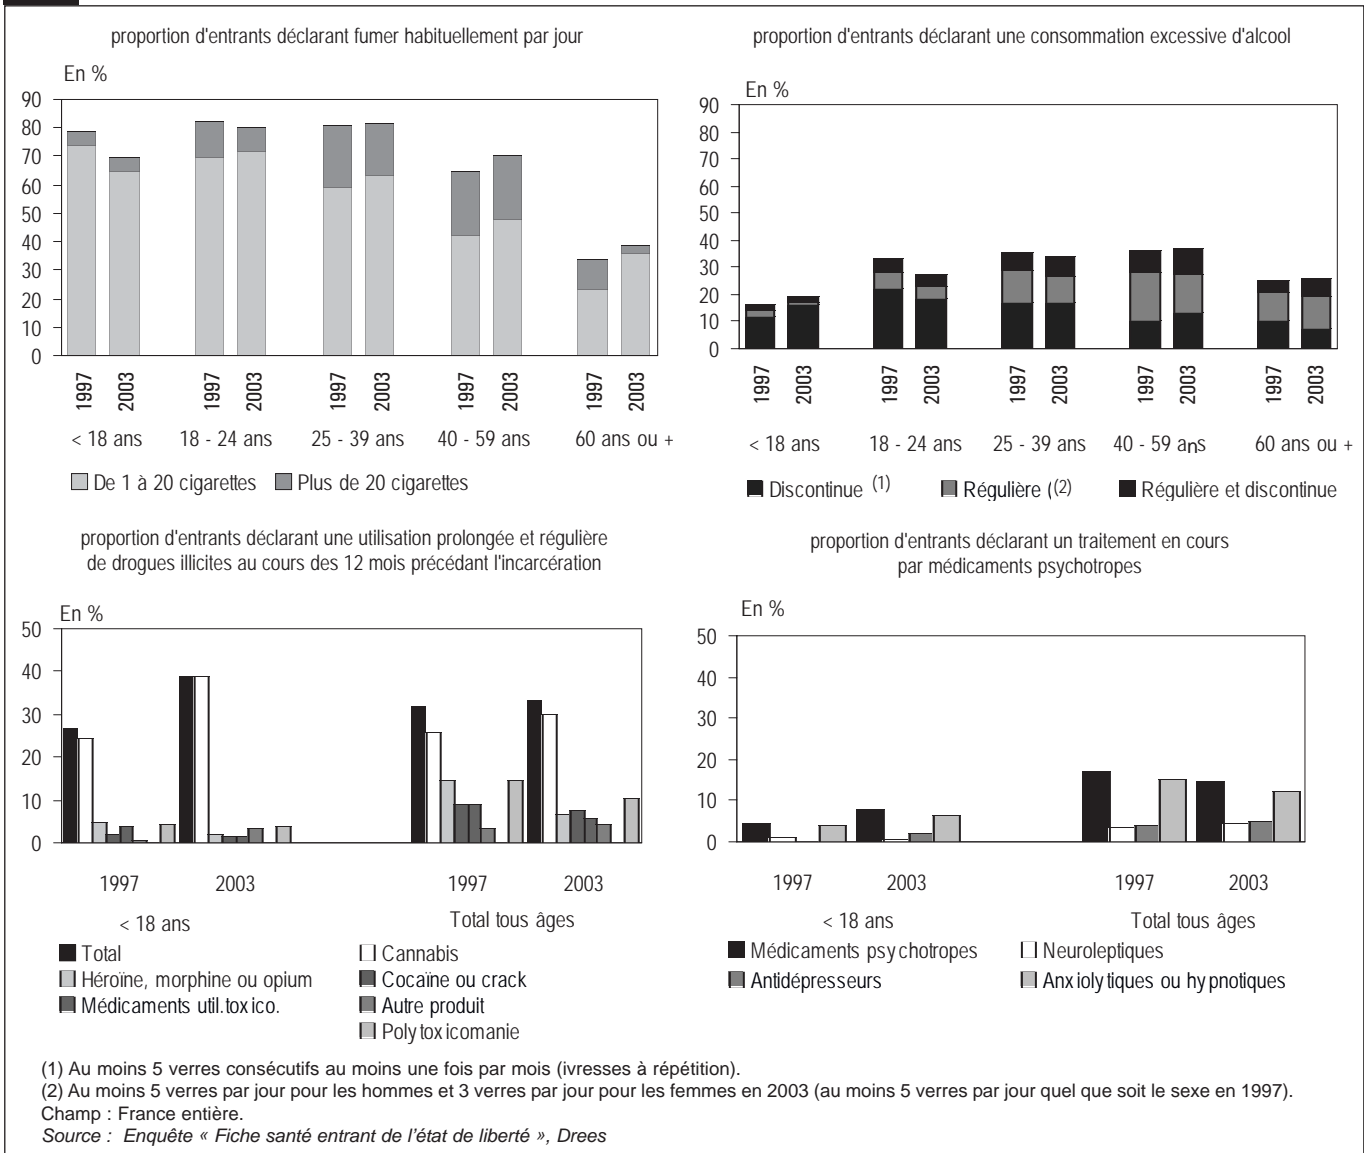 proportion d'entrants déclarant fumer habituellement par jour
En %
90
80
70
60
50
40
30
20
10
0
1997
2003
1997
2003
1997
2003
1997
2003
1997
2003
< 18 ans
18 - 24 ans
25 - 39 ans
40 - 59 ans
60 ans ou +
De 1 à 20 cigarettes
Plus de 20 cigarettes
proportion d'entrants déclarant une consommation excessive d'alcool
En %
90
80
70
60
50
40
30
20
10
0
1997
2003
1997
2003
1997
2003
1997
2003
1997
2003
< 18 ans
18 - 24 ans
25 - 39 ans
40 - 59 ans
60 ans ou +
Discontinue (1)
Régulière ((2)
Régulière et discontinue
proportion d'entrants déclarant une utilisation prolongée et régulière
de drogues illicites au cours des 12 mois précédant l'incarcération
En %
50
40
30
20
10
0
1997
2003
1997
2003
< 18 ans
Total tous âges
Total
Cannabis
Héroïne, morphine ou opium
Cocaïne ou crack
Médicaments util.toxico.
Autre produit
Polytoxicomanie
proportion d'entrants déclarant un traitement en cours
par médicaments psychotropes
En %
50
40
30
20
10
0
1997
2003
1997
2003
< 18 ans
Total tous âges
Médicaments psychotropes
Neuroleptiques
Antidépresseurs
Anxiolytiques ou hypnotiques
(1) Au moins 5 verres consécutifs au moins une fois par mois (ivresses à répétition).
(2) Au moins 5 verres par jour pour les hommes et 3 verres par jour pour les femmes en 2003 (au moins 5 verres par jour quel que soit le sexe en 1997).
Champ : France entière.
Source : Enquête « Fiche santé entrant de l'état de liberté », Drees